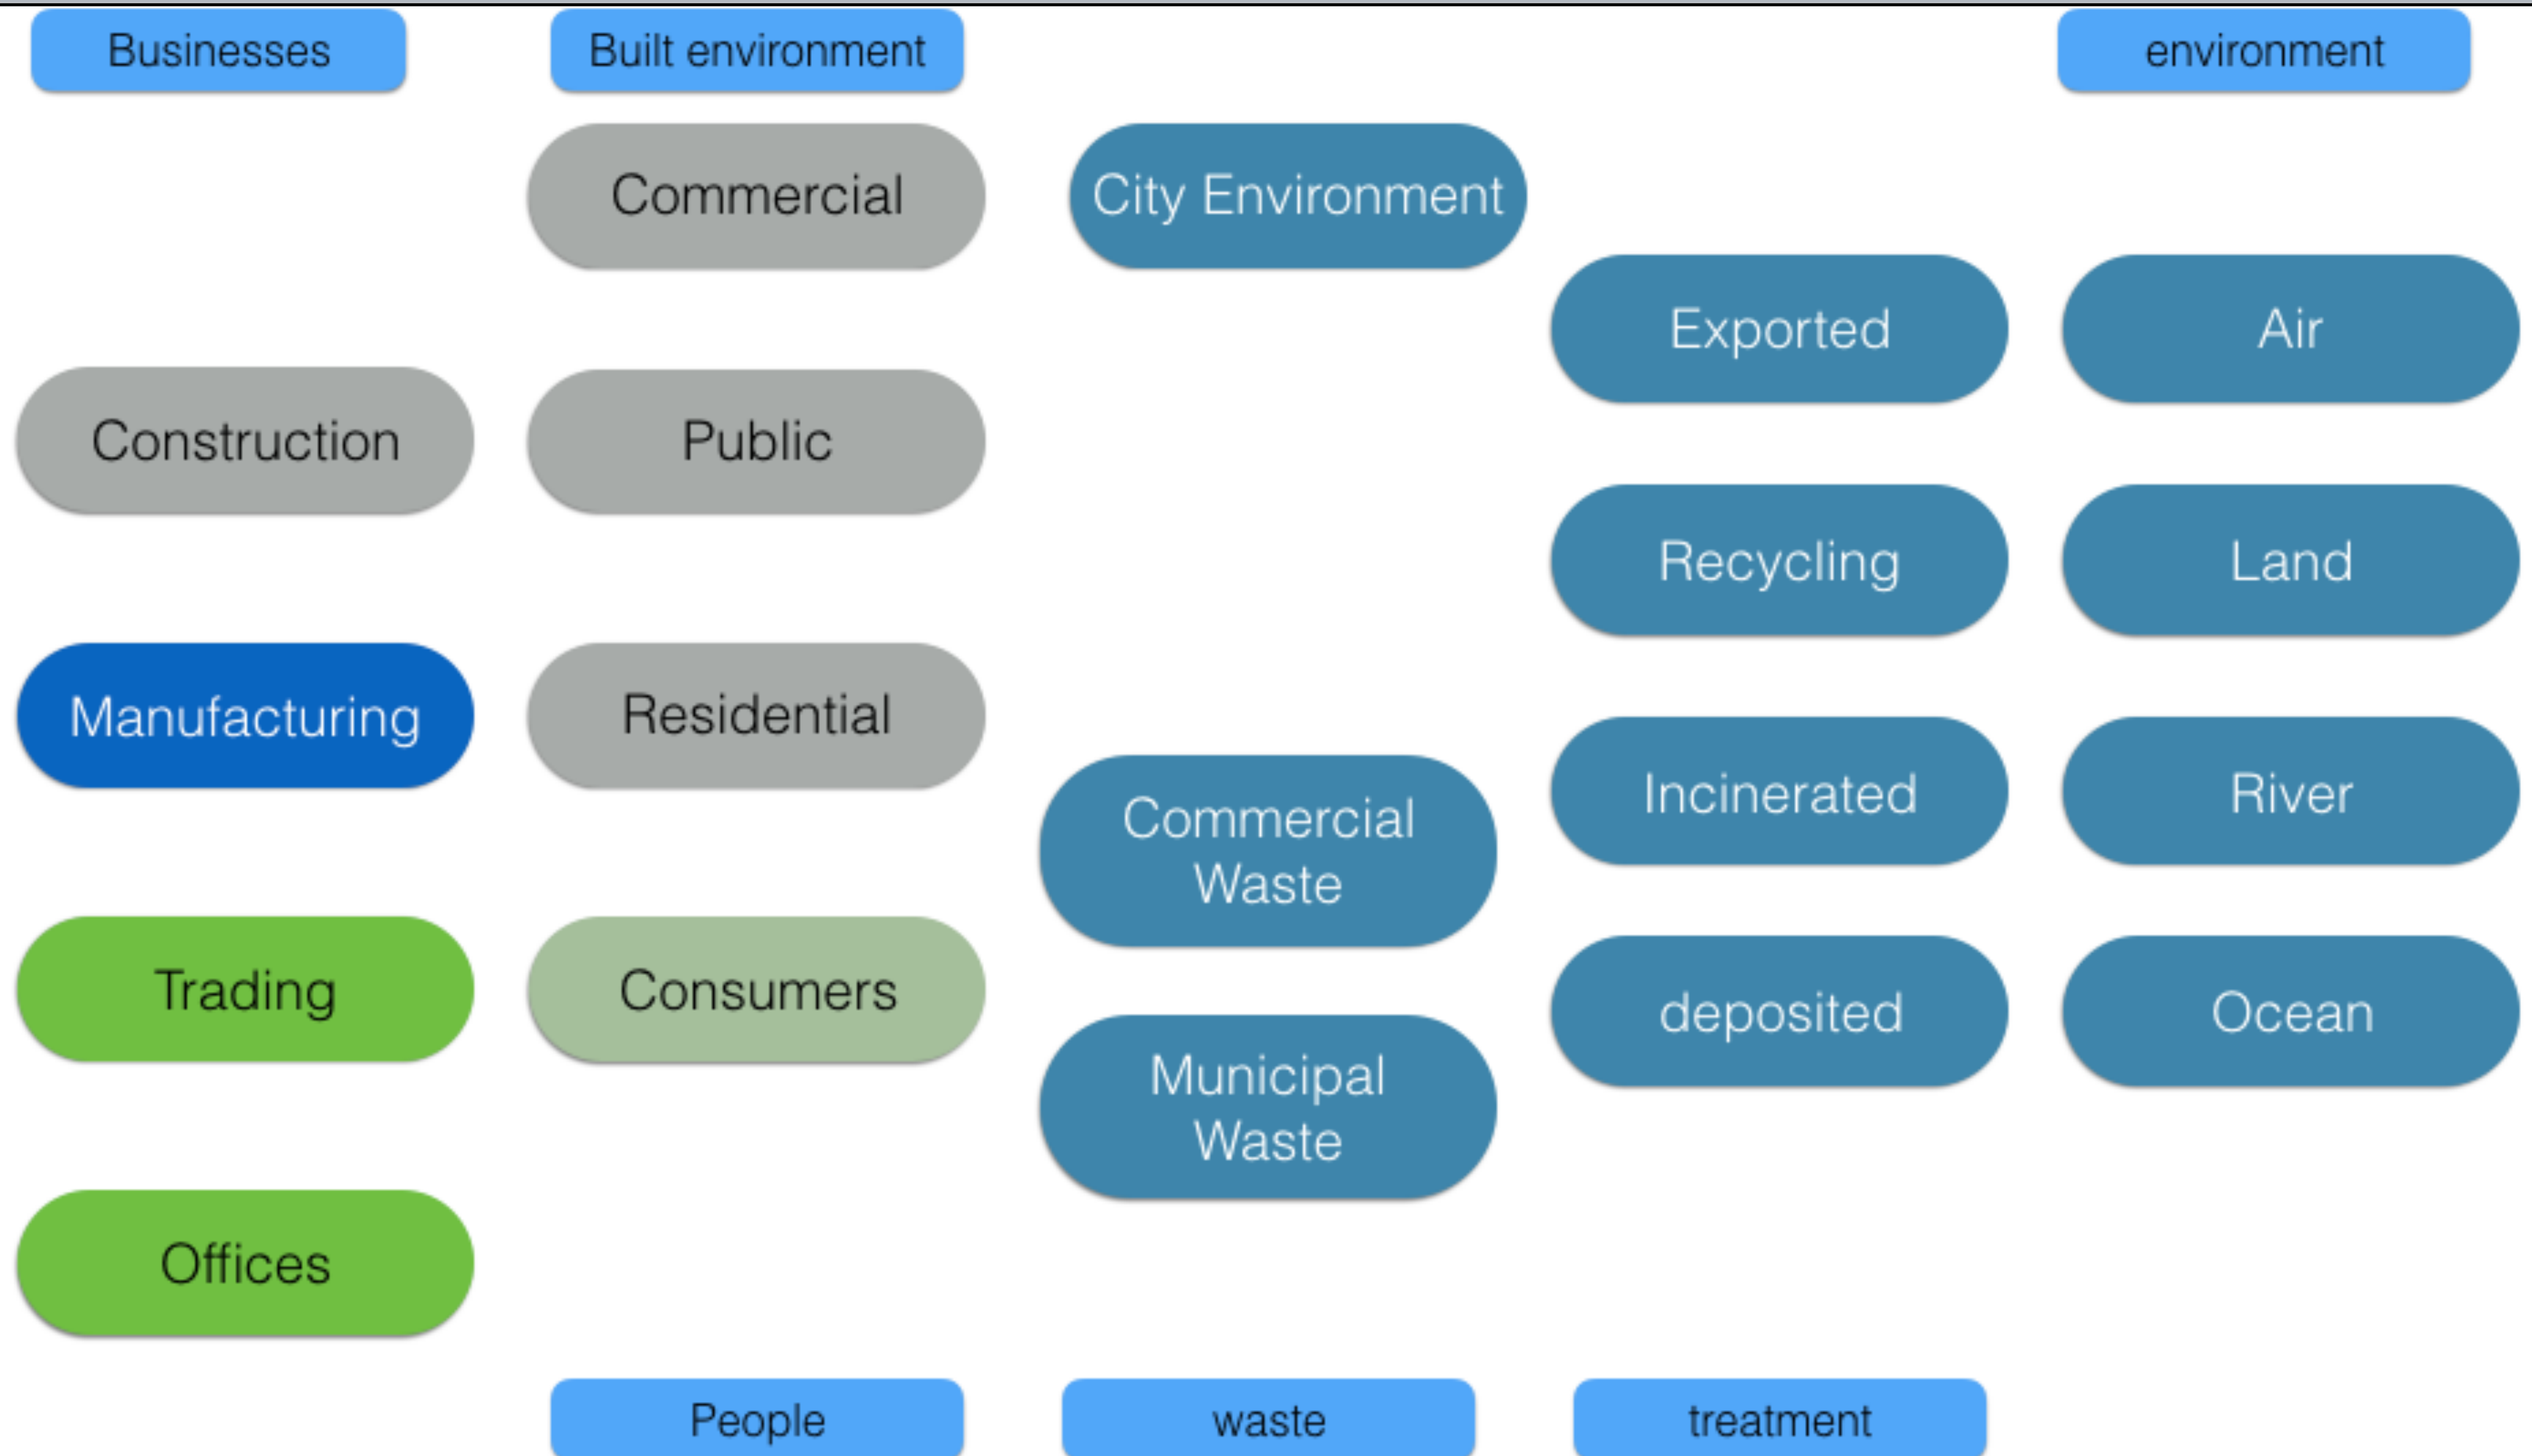 Businesses
Built environment
environment
Commercial
City Environment
Exported
Air
Construction
Public
Recycling
Land
Manufacturing
Residential
Commercial
Waste
Incinerated
River
Trading
Consumers
deposited
Ocean
Municipal
Waste
Offices
People
waste
treatment